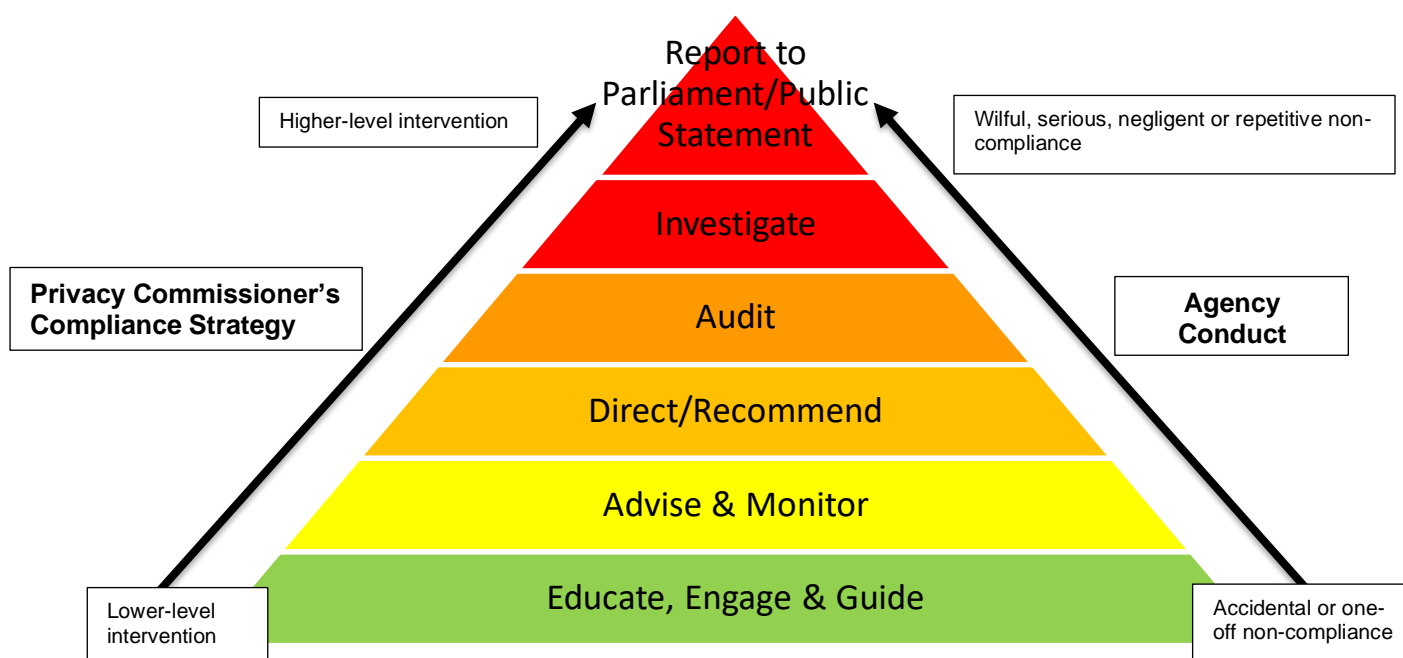 Report to
Parliament/Public
Statement
Higher-level intervention
Wilful, serious, negligent or repetitive non-
compliance
Investigate
Privacy Commissioner’s
Compliance Strategy
Agency
Conduct
Audit
Direct/Recommend
Advise & Monitor
Educate, Engage & Guide
Lower-level
intervention
Accidental or one-
off non-compliance